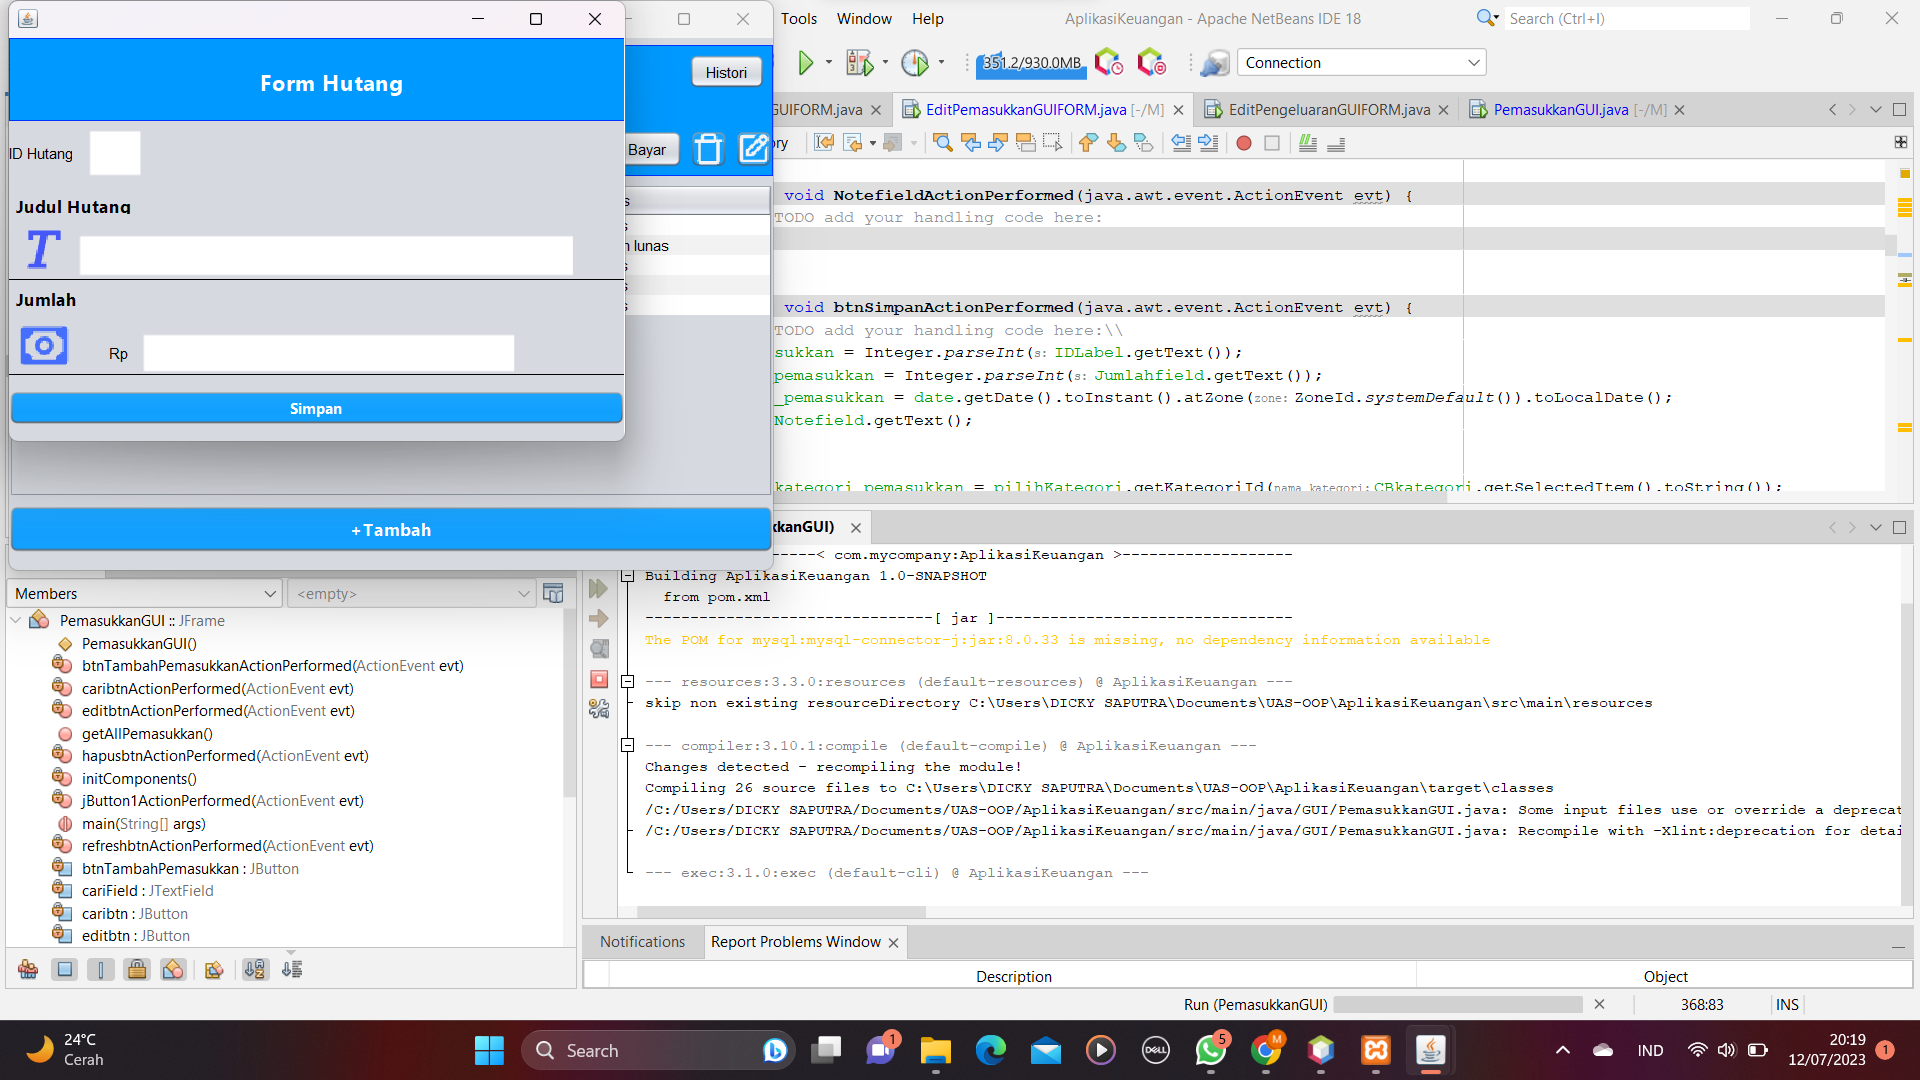 Form Hutang
ID Hutang
Judul Hutang
T
Jumlah
Rp
Simpan
Histori
Bayar
s
s
n lunas
s
s
s
+Tambah
Tools Window Help
AplikasiKeuangan - Apache NetBeans IDE 18
Search (Ctrl+I)
351.2/930.0MB
Connection
GUIFORM.java
EditPemasukkanGUIFORM.java [-/M]
EditPengeluaranGUIFORM.java
PemasukkanGUI.java [-/M]
ry
void NotefieldActionPerformed(java.awt.event.ActionEvent evt) {
TODO add your handling code here:
void btnSimpanActionPerformed(java.awt.event.ActionEvent evt) {
TODO add your handling code here:\\
sukkan = Integer.parseInt(s: IDLabel.getText());
pemasukkan = Integer.parseInt(s: Jumlahfield.getText());
_pemasukkan = date.getDate().toInstant().atZone(zone: ZoneId.systemDefault()).toLocalDate();
Notefield.getText();
kategori_pemasukkan = pilihKategori.getKategoriId(nama_kategori: CBkategori.getSelectedItem().toString());
kkanGUI)
-----< com.mycompany:AplikasiKeuangan >-------------------
Building AplikasiKeuangan 1.0-SNAPSHOT
from pom.xml
--------------------------------[ jar ]---------------------------------
The POM for mysql:mysql-connector-j:jar:8.0.33 is missing, no dependency information available
--- resources:3.3.0:resources (default-resources) @ AplikasiKeuangan ---
skip non existing resourceDirectory C:\Users\DICKY SAPUTRA\Documents\UAS-OOP\AplikasiKeuangan\src\main\resources
--- compiler:3.10.1:compile (default-compile) @ AplikasiKeuangan ---
Changes detected - recompiling the module!
Compiling 26 source files to C:\Users\DICKY SAPUTRA\Documents\UAS-OOP\AplikasiKeuangan\target\classes
/C:/Users/DICKY SAPUTRA/Documents/UAS-OOP/AplikasiKeuangan/src/main/java/GUI/PemasukkanGUI.java: Some input files use or override a deprecat
/C:/Users/DICKY SAPUTRA/Documents/UAS-OOP/AplikasiKeuangan/src/main/java/GUI/PemasukkanGUI.java: Recompile with -Xlint:deprecation for detai
--- exec:3.1.0:exec (default-cli) @ AplikasiKeuangan ---
Members
<empty>
PemasukkanGUI :: JFrame
PemasukkanGUI()
btnTambahPemasukkanActionPerformed(ActionEvent evt)
caribtnActionPerformed(ActionEvent evt)
editbtnActionPerformed(ActionEvent evt)
getAllPemasukkan()
hapusbtnActionPerformed(ActionEvent evt)
initComponents()
jButton1ActionPerformed(ActionEvent evt)
main(String[] args)
refreshbtnActionPerformed(ActionEvent evt)
btnTambahPemasukkan : JButton
cariField : JTextField
caribtn : JButton
editbtn : JButton
Notifications
Report Problems Window
Description Object
Run (PemasukkanGUI)
368:83
INS
24°C
Cerah
Search
1
DELL
5
M
IND
20:19
12/07/2023
1